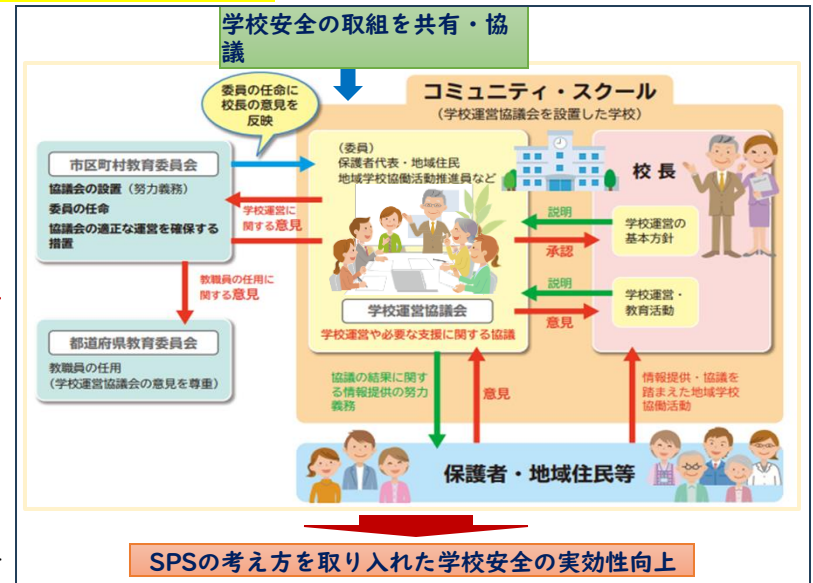 学校安全の取組を共有・協
議
委員の任命に
校長の意見を
反映
コミュニティ・スクール
(学校運営協議会を設置した学校)
市区町村教育委員会
協議会の設置(努力義務)
委員の任命
協議会の適正な運営を確保する
措置
学校運営に
関する意見
(委員)
保護者代表・地域住民
地域学校協働活動推進員など
校長
説明
承認
学校運営の
基本方針
説明
意見
学校運営・
教育活動
教職員の任用に
関する意見
学校運営協議会
学校運営や必要な支援に関する協議
都道府県教育委員会
教職員の任用
(学校運営協議会の意見を尊重)
協議の結果に関す
る情報提供の努力
義務
意見
情報提供・協議を
踏まえた地域学校
協働活動
保護者・地域住民等
SPSの考え方を取り入れた学校安全の実効性向上